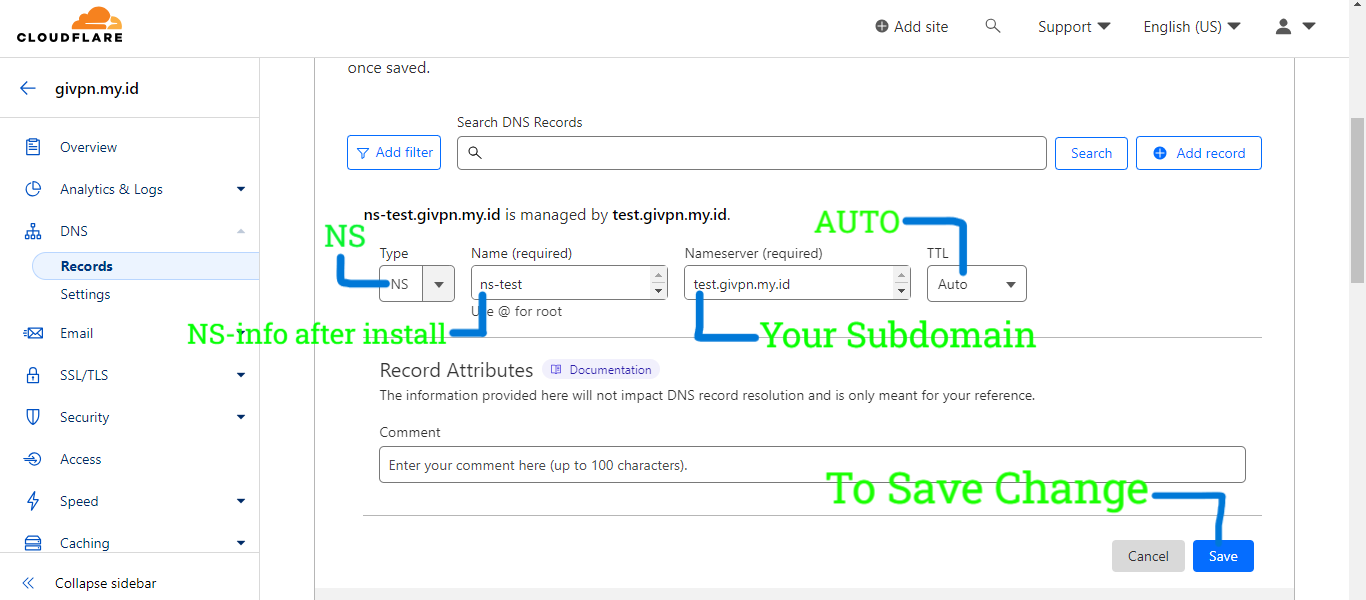 CLOUDFLARE
Add site
Support
English (US)
givpn.my.id
Overview
Analytics & Logs
DNS
Records
Settings
Email
SSL/TLS
Security
Access
Speed
Caching
Collapse sidebar
once saved.
Search DNS Records
Add filter
Search
Add record
ns-test.givpn.my.id is managed by test.givpn.my.id.
AUTO
NS
Type
Name (required)
Nameserver (required)
TTL
NS
ns-test
test.givpn.my.id
Auto
Use @ for root
NS-info after install
Your Subdomain
Record Attributes
Documentation
The information provided here will not impact DNS record resolution and is only meant for your reference.
Comment
Enter your comment here (up to 100 characters).
To Save Change
Cancel
Save